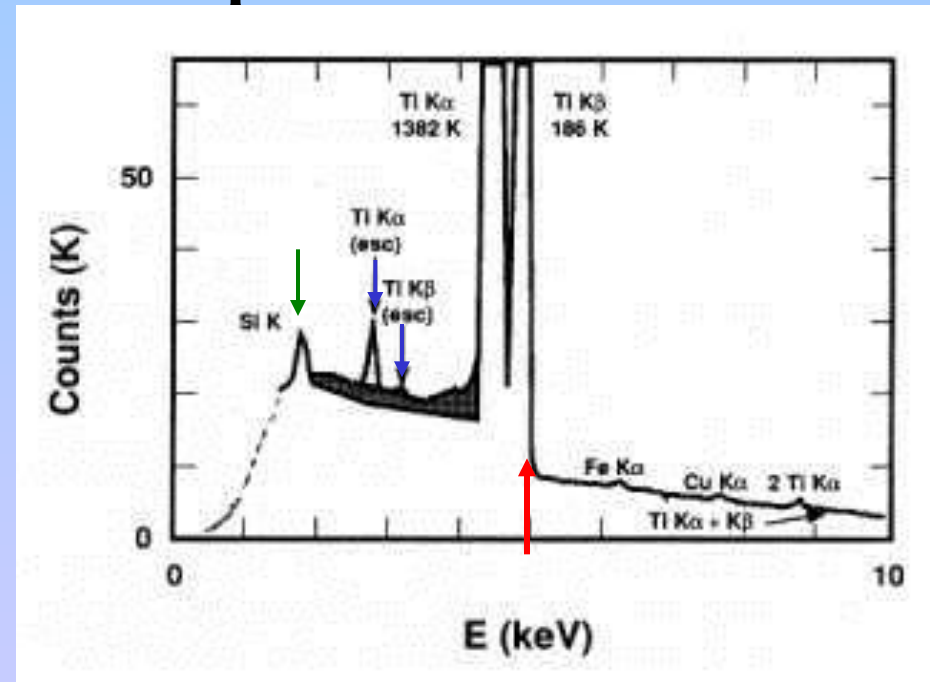 Ti Kα
1382 K
Ti Kβ
186 K
50
Ti Kα
(esc)
Ti Kβ
(esc)
Si K
Counts (K)
Fe Kα
Cu Kα
2 Ti Kα
Ti Kα + Kβ
0
0
10
E (keV)